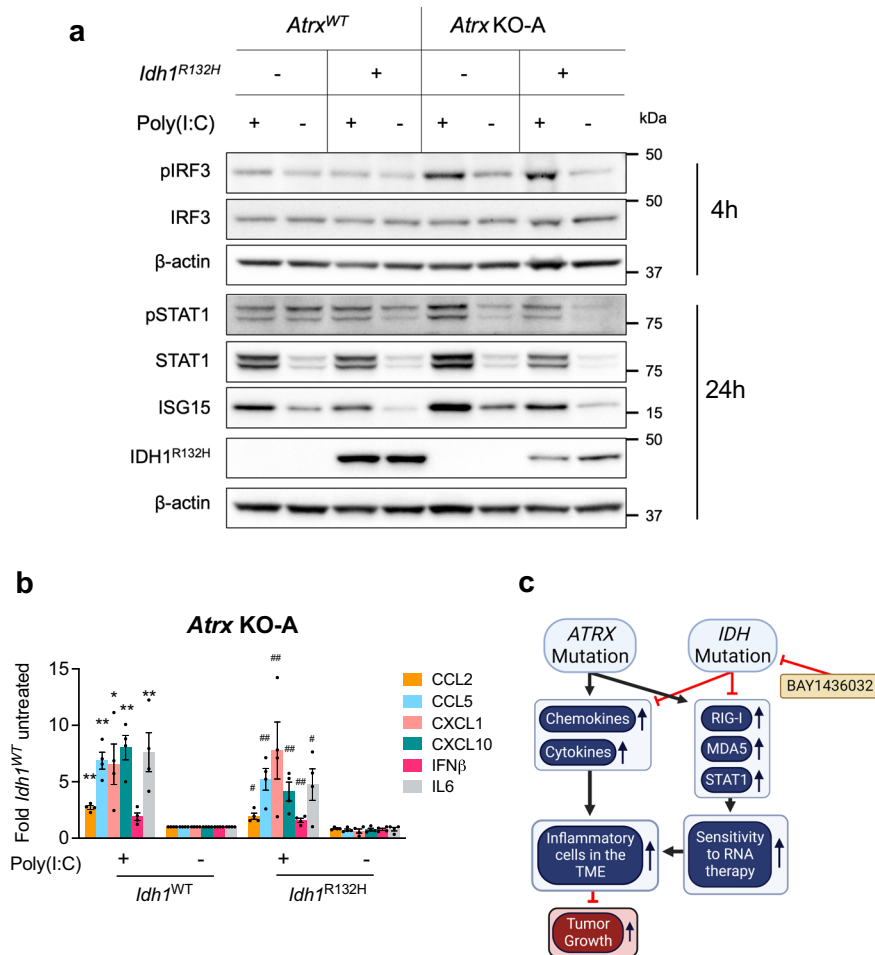 a
Atrx^WT Atrx KO-A
Idh1^R132H - + - +
Poly(I:C) + - + - + - + - kDa
pIRF3 50
IRF3 50
β-actin 37
4h
pSTAT1 75
STAT1 75
ISG15 15
IDH1^R132H 50
β-actin 37
24h
b
Atrx KO-A
Fold Idh1^WT untreated
15
10
5
0
** ** * ** **
# ## ## ## ## #
CCL2
CCL5
CXCL1
CXCL10
IFNβ
IL6
Poly(I:C) + - + -
Idh1^WT Idh1^R132H
c
ATRX
Mutation
IDH
Mutation
BAY1436032
Chemokines
Cytokines
RIG-I
MDA5
STAT1
Inflammatory
cells in the
TME
Sensitivity
to RNA
therapy
Tumor
Growth